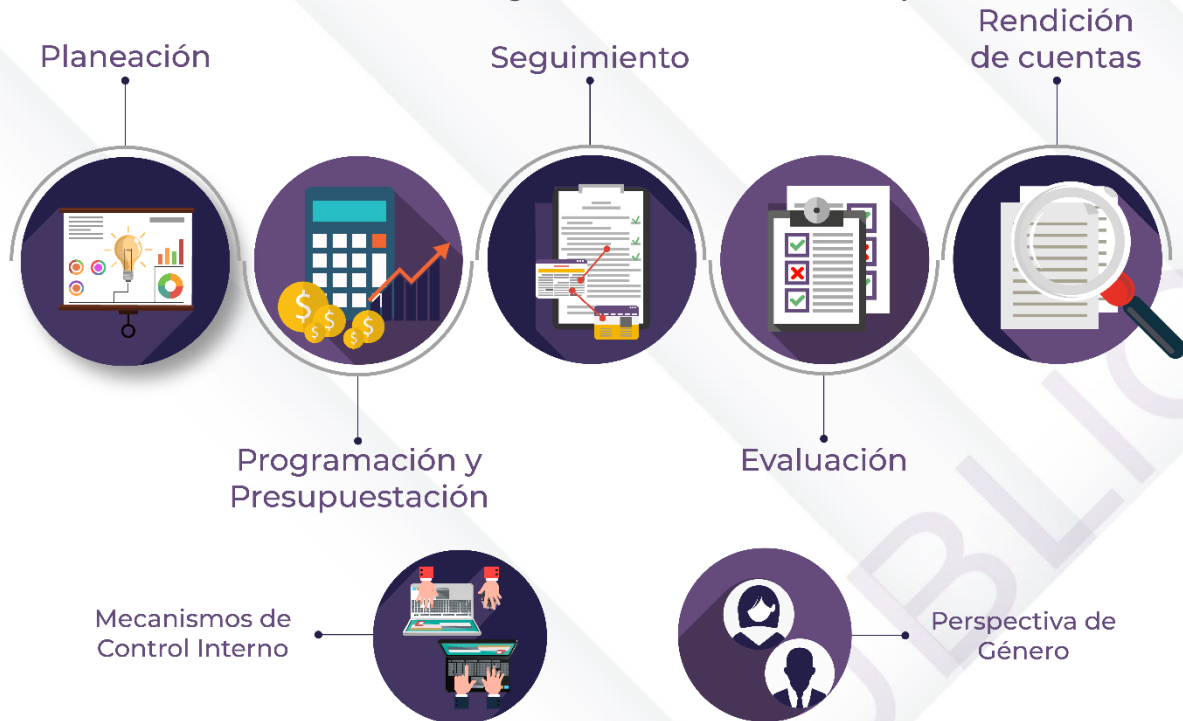 Planeación
Seguimiento
Rendición
de cuentas
$
$
$
$
Programación y
Presupuestación
Evaluación
Mecanismos de
Control Interno
Perspectiva de
Género